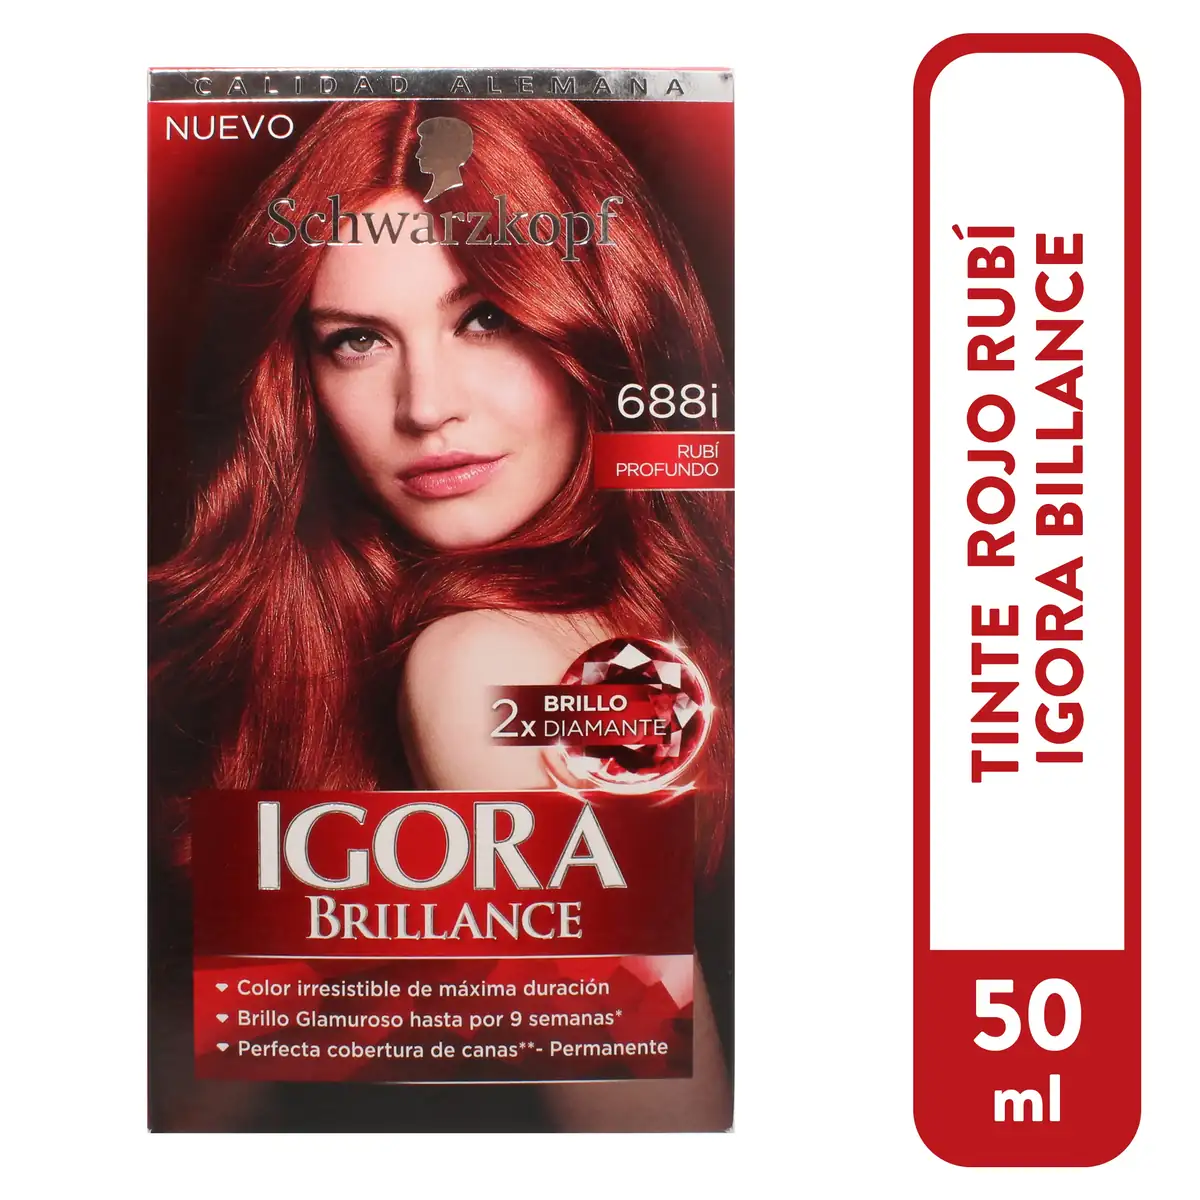 CALIDAD ALEMANA
NUEVO
Schwarzkopf
688i
RUBÍ
PROFUNDO
2x BRILLO
DIAMANTE
IGORA
BRILLANCE
Color irresistible de máxima duración
Brillo Glamuroso hasta por 9 semanas*
Perfecta cobertura de canas**- Permanente
TINTE ROJO RUBÍ
IGORA BILLANCE
50
ml